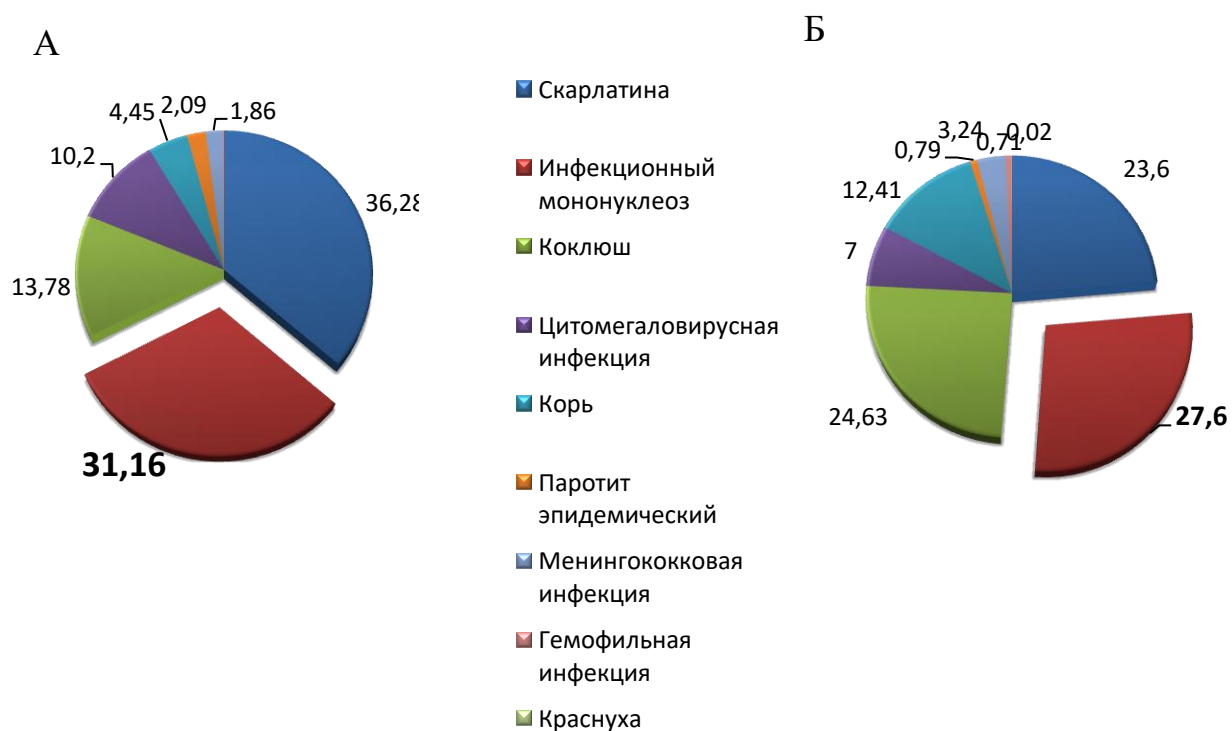 А
4,45
2,09
1,86
10,2
36,28
13,78
31,16
Скарлатина
Инфекционный
мононуклеоз
Коклюш
Цитомегаловирусная
инфекция
Корь
Паротит
эпидемический
Менингококковая
инфекция
Гемофильная
инфекция
Краснуха
Б
3,24
0,02
0,79
0,71
23,6
12,41
7
24,63
27,6